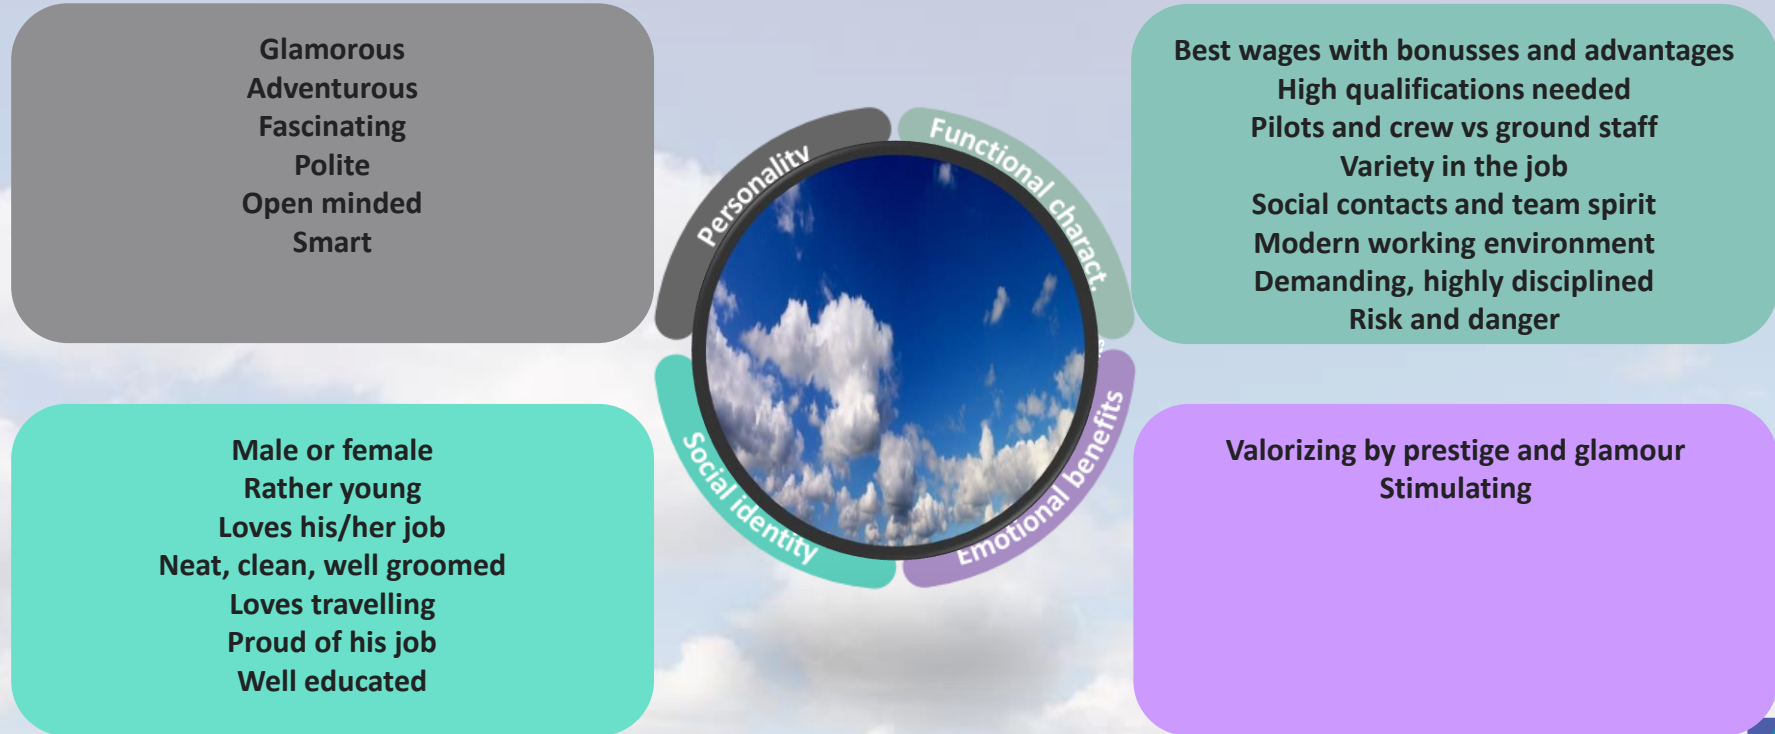 Glamorous
Adventurous
Fascinating
Polite
Open minded
Smart
Best wages with bonusses and advantages
High qualifications needed
Pilots and crew vs ground staff
Variety in the job
Social contacts and team spirit
Modern working environment
Demanding, highly disciplined
Risk and danger
Personality
Functional charact.
Social identity
Emotional benefits
Male or female
Rather young
Loves his/her job
Neat, clean, well groomed
Loves travelling
Proud of his job
Well educated
Valorizing by prestige and glamour
Stimulating